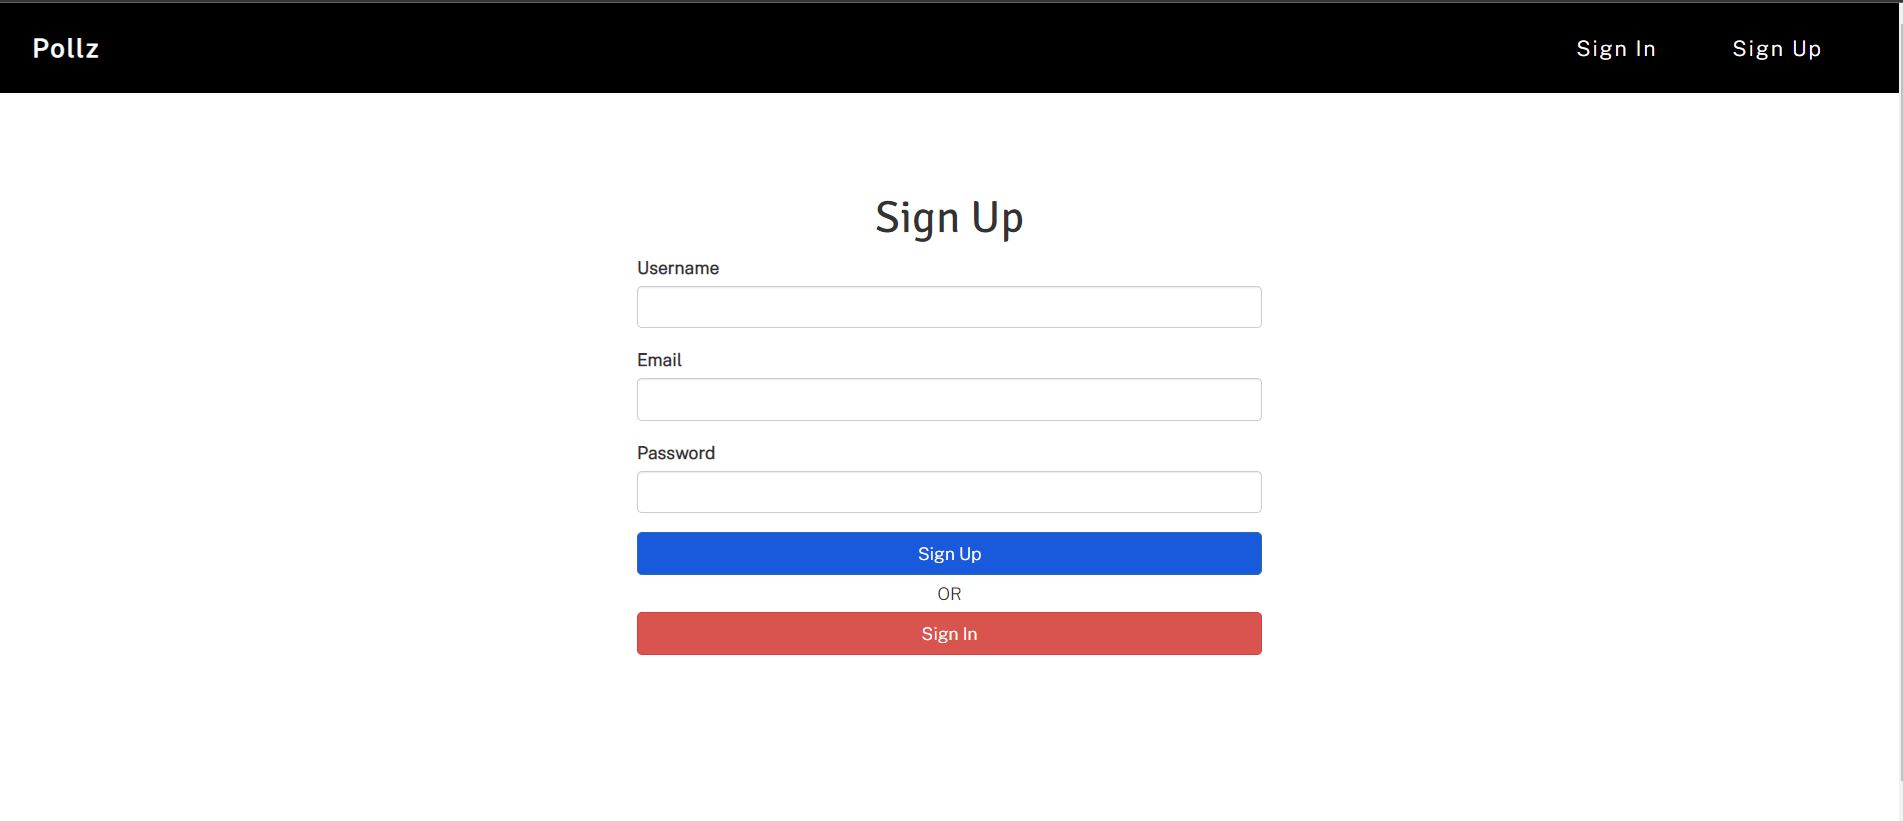 Pollz Sign In Sign Up
Sign Up
Username
Email
Password
Sign Up
OR
Sign In